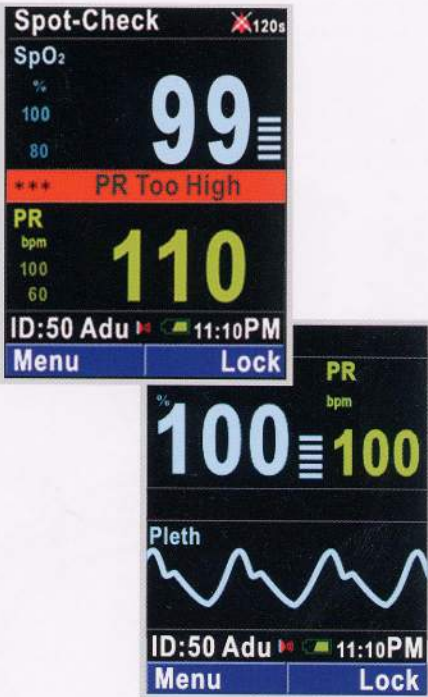 Spot-Check 120s
SpO₂
%
100
80
99
*** PR Too High
PR
bpm
100
60
110
ID:50 Adu 11:10PM
Menu Lock
PR
% bpm
100 100
Pleth
ID:50 Adu 11:10PM
Menu Lock